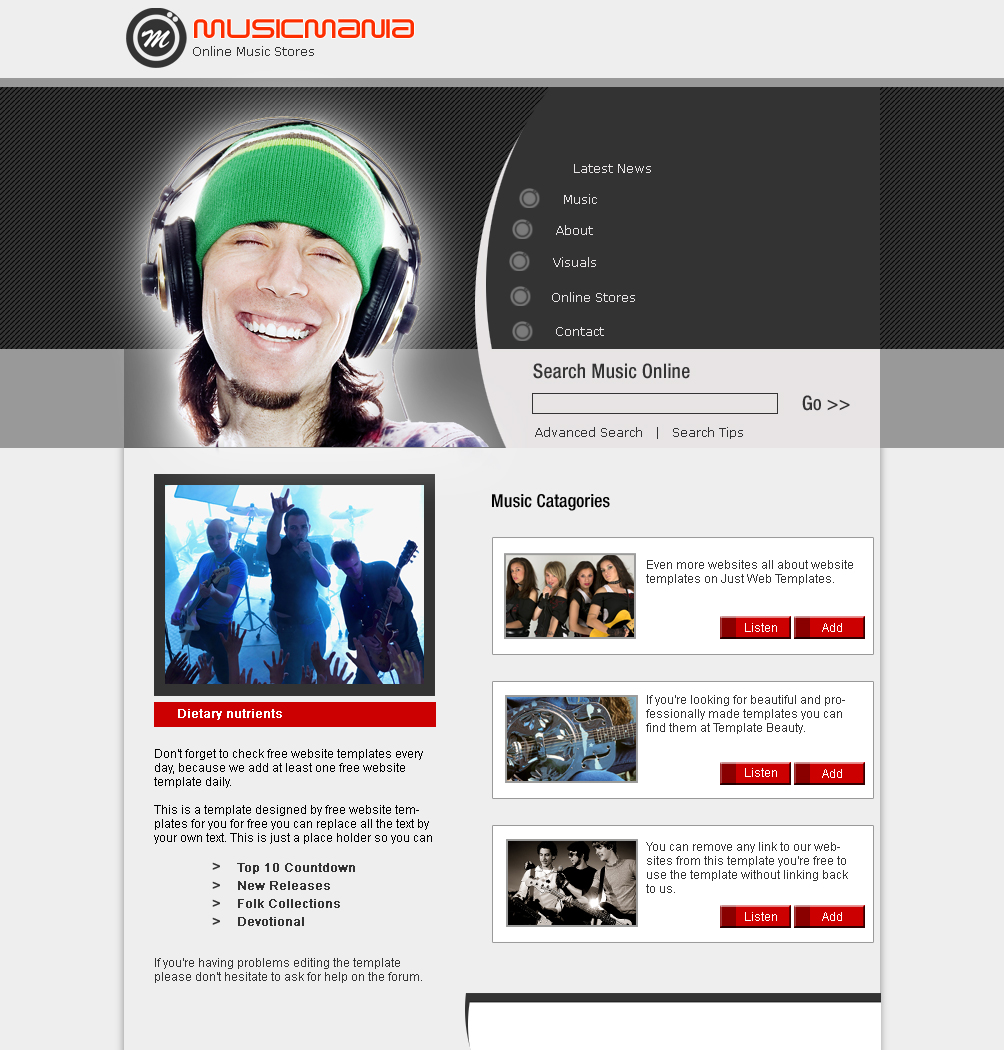 musicmania
Online Music Stores
Latest News
Music
About
Visuals
Online Stores
Contact
Search Music Online
Go >>
Advanced Search | Search Tips
Music Catagories
Even more websites all about website
templates on Just Web Templates.
Listen Add
If you're looking for beautiful and pro-
fessionally made templates you can
find them at Template Beauty.
Listen Add
You can remove any link to our web-
sites from this template you're free to
use the template without linking back
to us.
Listen Add
Dietary nutrients
Don't forget to check free website templates every
day, because we add at least one free website
template daily.
This is a template designed by free website tem-
plates for you for free you can replace all the text by
your own text. This is just a place holder so you can
> Top 10 Countdown
> New Releases
> Folk Collections
> Devotional
If you're having problems editing the template
please don't hesitate to ask for help on the forum.